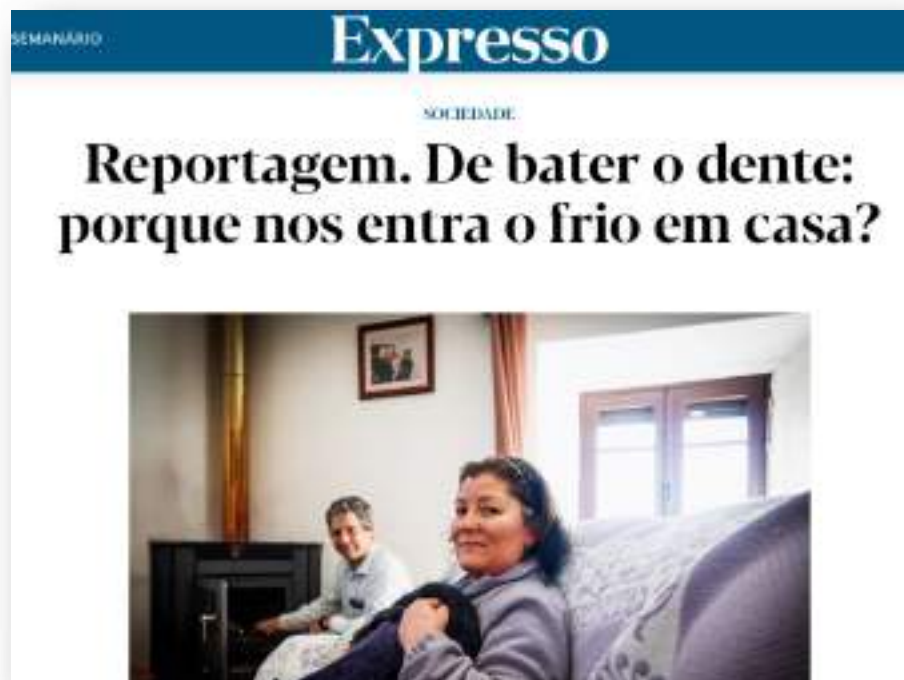 SEMANÁRIO
Expresso
SOCIEDADE
Reportagem. De bater o dente:
porque nos entra o frio em casa?